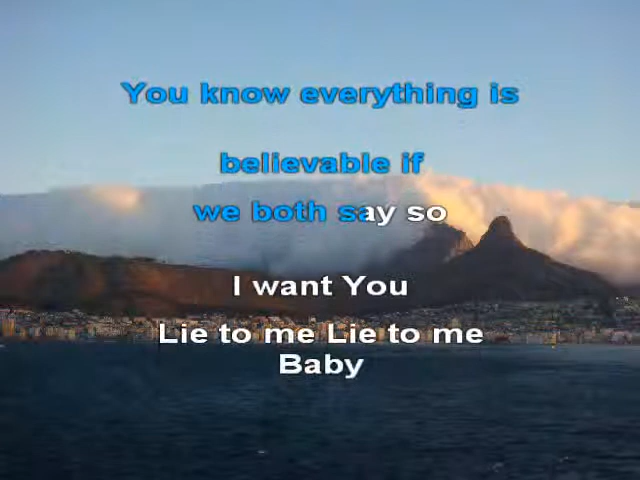 You know everything is
believable if
we both say so
I want You
Lie to me Lie to me
Baby